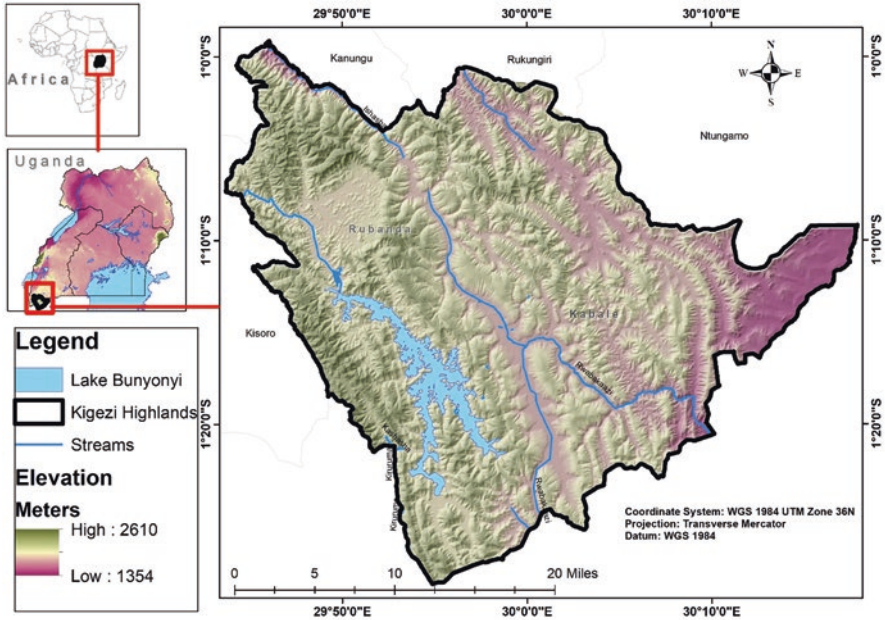 Africa
Uganda
Legend
Lake Bunyonyi
Kigezi Highlands
Streams
Elevation
Meters
High : 2610
Low : 1354
29°50'0"E
30°00'0"E
30°10'0"E
1°0'0"S
1°10'0"S
1°20'0"S
Kanungu
Rukungiri
N
W E
S
Ntungamo
Rubanda
Kabale
Kisoro
Coordinate System: WGS 1984 UTM Zone 36N
Projection: Transverse Mercator
Datum: WGS 1984
0 5 10 20 Miles
29°50'0"E
30°0'0"E
30°10'0"E
1°0'0"S
1°10'0"S
1°20'0"S